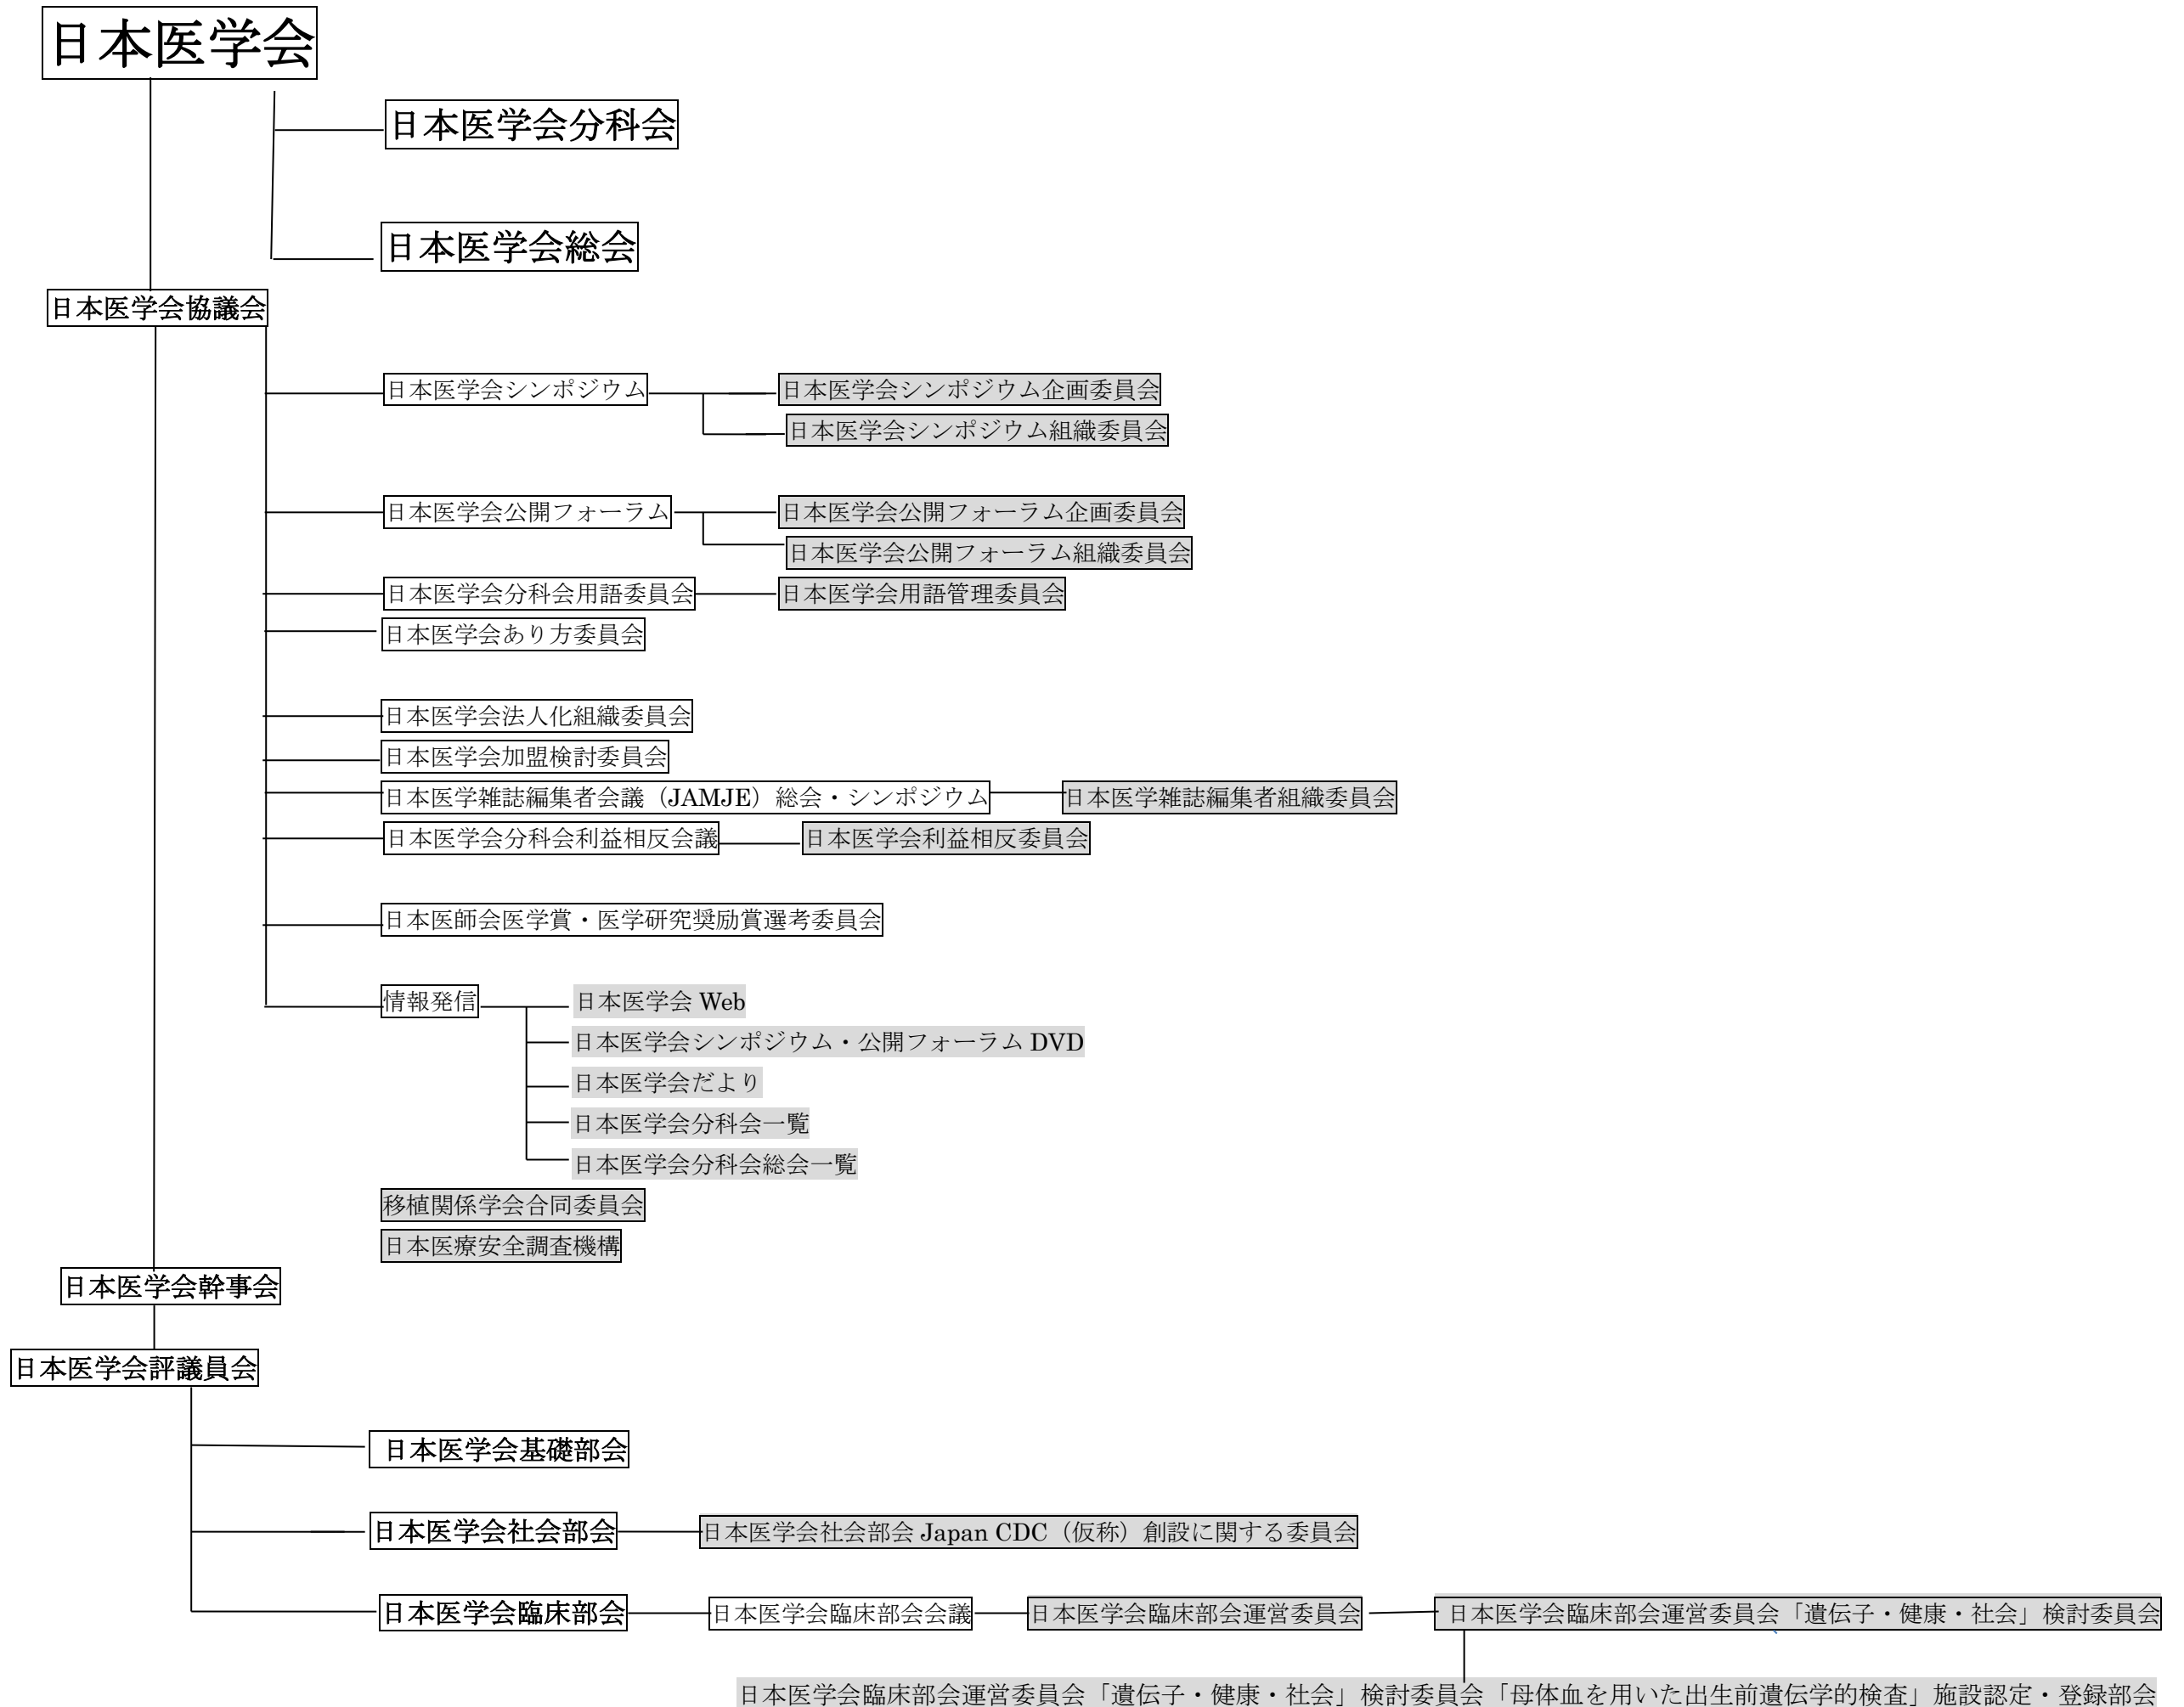 日本医学会
日本医学会分科会
日本医学会総会
日本医学会協議会
日本医学会シンポジウム 日本医学会シンポジウム企画委員会
日本医学会シンポジウム組織委員会
日本医学会公開フォーラム 日本医学会公開フォーラム企画委員会
日本医学会公開フォーラム組織委員会
日本医学会分科会用語委員会 日本医学会用語管理委員会
日本医学会あり方委員会
日本医学会法人化組織委員会
日本医学会加盟検討委員会
日本医学雑誌編集者会議（JAMJE）総会・シンポジウム 日本医学雑誌編集者組織委員会
日本医学会分科会利益相反会議 日本医学会利益相反委員会
日本医師会医学賞・医学研究奨励賞選考委員会
情報発信 日本医学会 Web
日本医学会シンポジウム・公開フォーラム DVD
日本医学会だより
日本医学会分科会一覧
日本医学会分科会総会一覧
移植関係学会合同委員会
日本医療安全調査機構
日本医学会幹事会
日本医学会評議員会
日本医学会基礎部会
日本医学会社会部会 日本医学会社会部会 Japan CDC（仮称）創設に関する委員会
日本医学会臨床部会 日本医学会臨床部会会議 日本医学会臨床部会運営委員会 日本医学会臨床部会運営委員会「遺伝子・健康・社会」検討委員会
日本医学会臨床部会運営委員会「遺伝子・健康・社会」検討委員会「母体血を用いた出生前遺伝学的検査」施設認定・登録部会